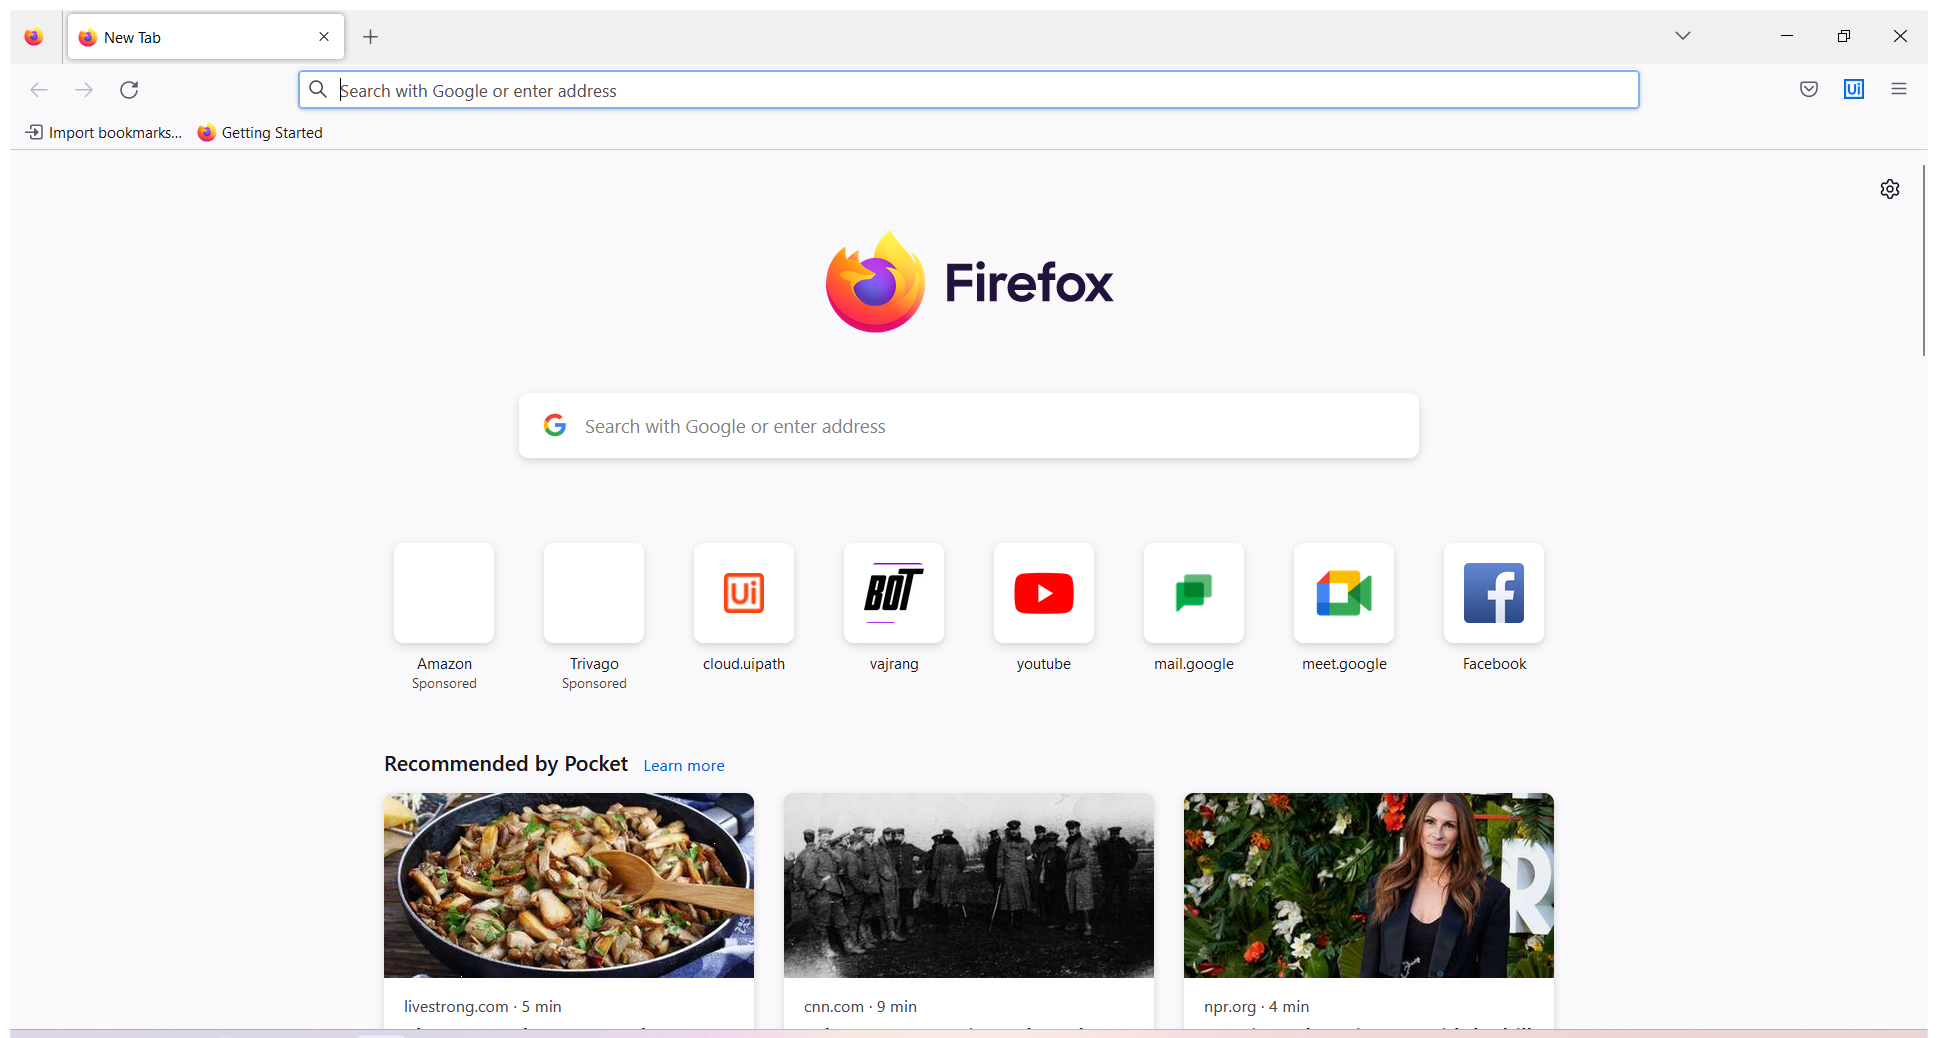 New Tab
Search with Google or enter address
Ui
Import bookmarks...
Getting Started
Firefox
Search with Google or enter address
Ui
BOT
Amazon
Sponsored
Trivago
Sponsored
cloud.uipath
vajrang
youtube
mail.google
meet.google
Facebook
Recommended by Pocket
Learn more
livestrong.com · 5 min
cnn.com · 9 min
npr.org · 4 min